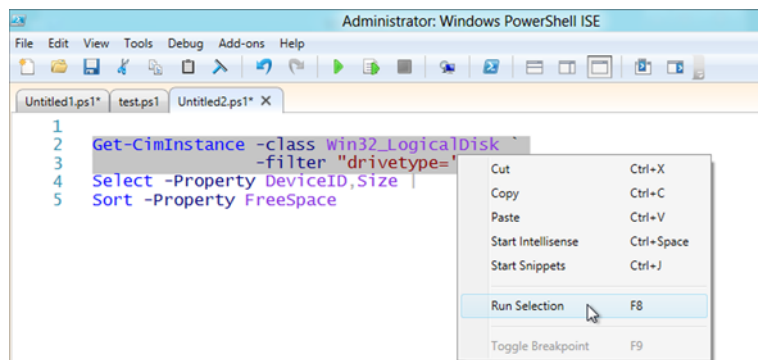 Administrator: Windows PowerShell ISE
File Edit View Tools Debug Add-ons Help
Untitled1.ps1* test.ps1 Untitled2.ps1* X
1
2 Get-CimInstance -class Win32_LogicalDisk `
3 -filter "drivetype='
4 Select -Property DeviceID,Size |
5 Sort -Property FreeSpace
Cut Ctrl+X
Copy Ctrl+C
Paste Ctrl+V
Start Intellisense Ctrl+Space
Start Snippets Ctrl+J
Run Selection F8
Toggle Breakpoint F9